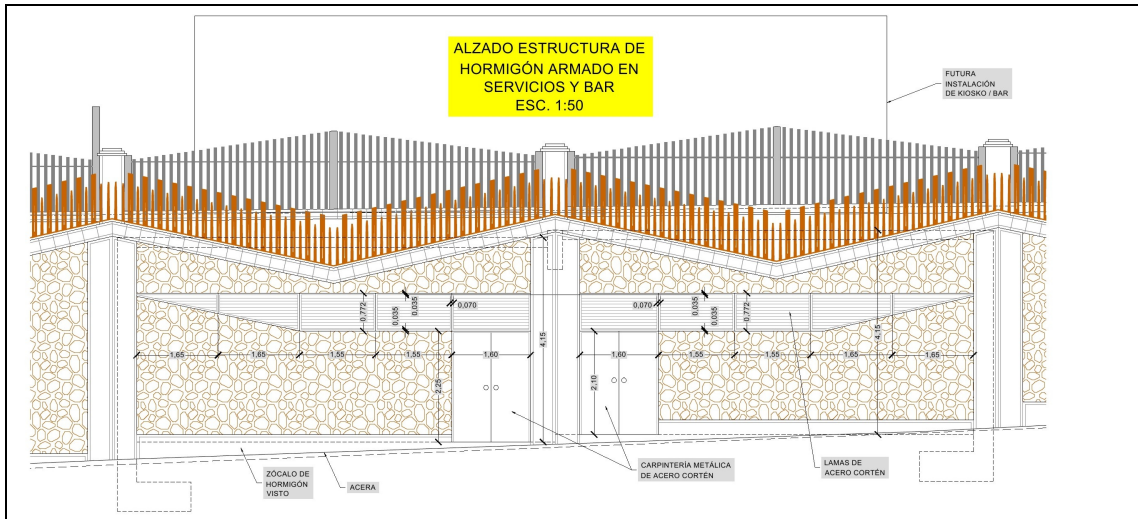 ALZADO ESTRUCTURA DE
HORMIGÓN ARMADO EN
SERVICIOS Y BAR
ESC. 1:50
FUTURA
INSTALACIÓN
DE KIOSKO / BAR
0,772
0,035
0,035
0,070
0,070
0,035
0,035
0,772
4,15
4,15
1,65
1,65
1,55
1,55
1,60
1,60
1,55
1,55
1,65
1,65
2,25
2,10
ZÓCALO DE
HORMIGÓN
VISTO
ACERA
CARPINTERÍA METÁLICA
DE ACERO CORTÉN
LAMAS DE
ACERO CORTÉN